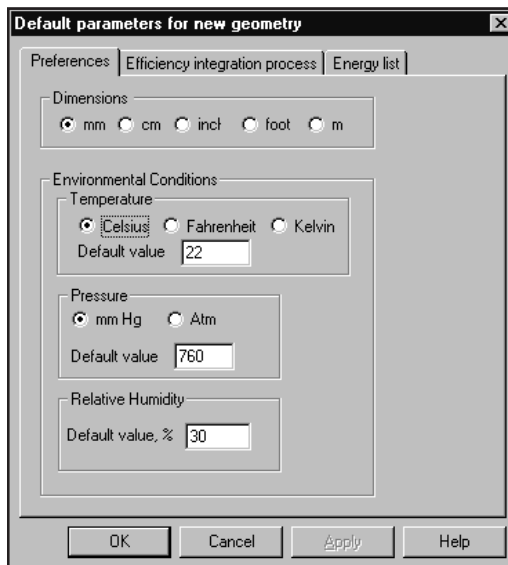 Default parameters for new geometry
Preferences Efficiency integration process Energy list
Dimensions
mm cm incl foot m
Environmental Conditions
Temperature
Celsius Fahrenheit Kelvin
Default value 22
Pressure
mm Hg Atm
Default value 760
Relative Humidity
Default value, % 30
OK Cancel Apply Help